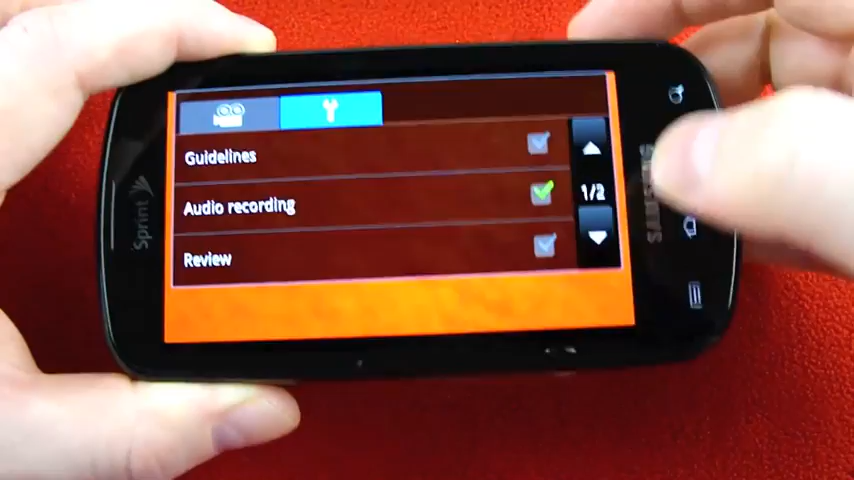 Guidelines
Audio recording
1/2
Review
Sprint
SAMSUNG